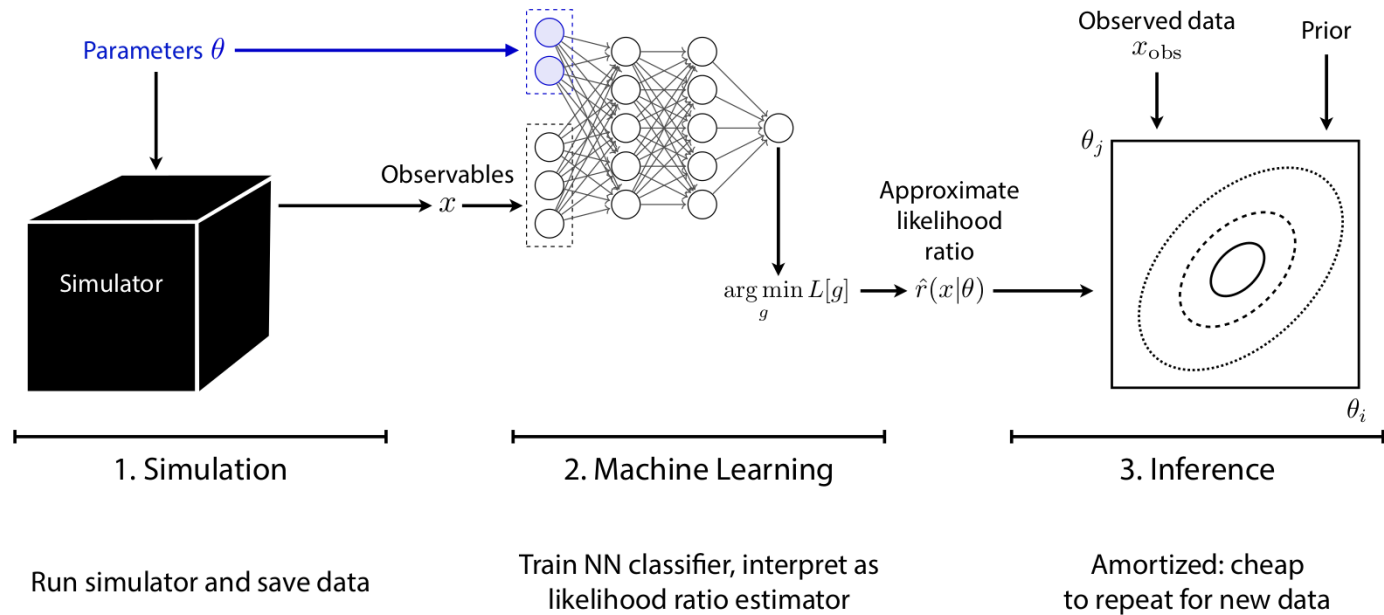 Parameters θ
Simulator
Observables
x
arg min L[g]
g
Approximate
likelihood
ratio
r̂(x|θ)
Observed data
x_obs
Prior
θ_j
θ_i
1. Simulation
2. Machine Learning
3. Inference
Run simulator and save data
Train NN classifier, interpret as
likelihood ratio estimator
Amortized: cheap
to repeat for new data